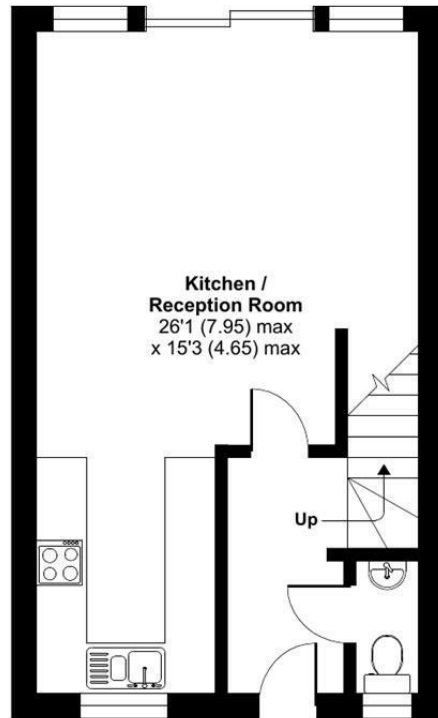 Kitchen /
Reception Room
26'1 (7.95) max
x 15'3 (4.65) max
Up